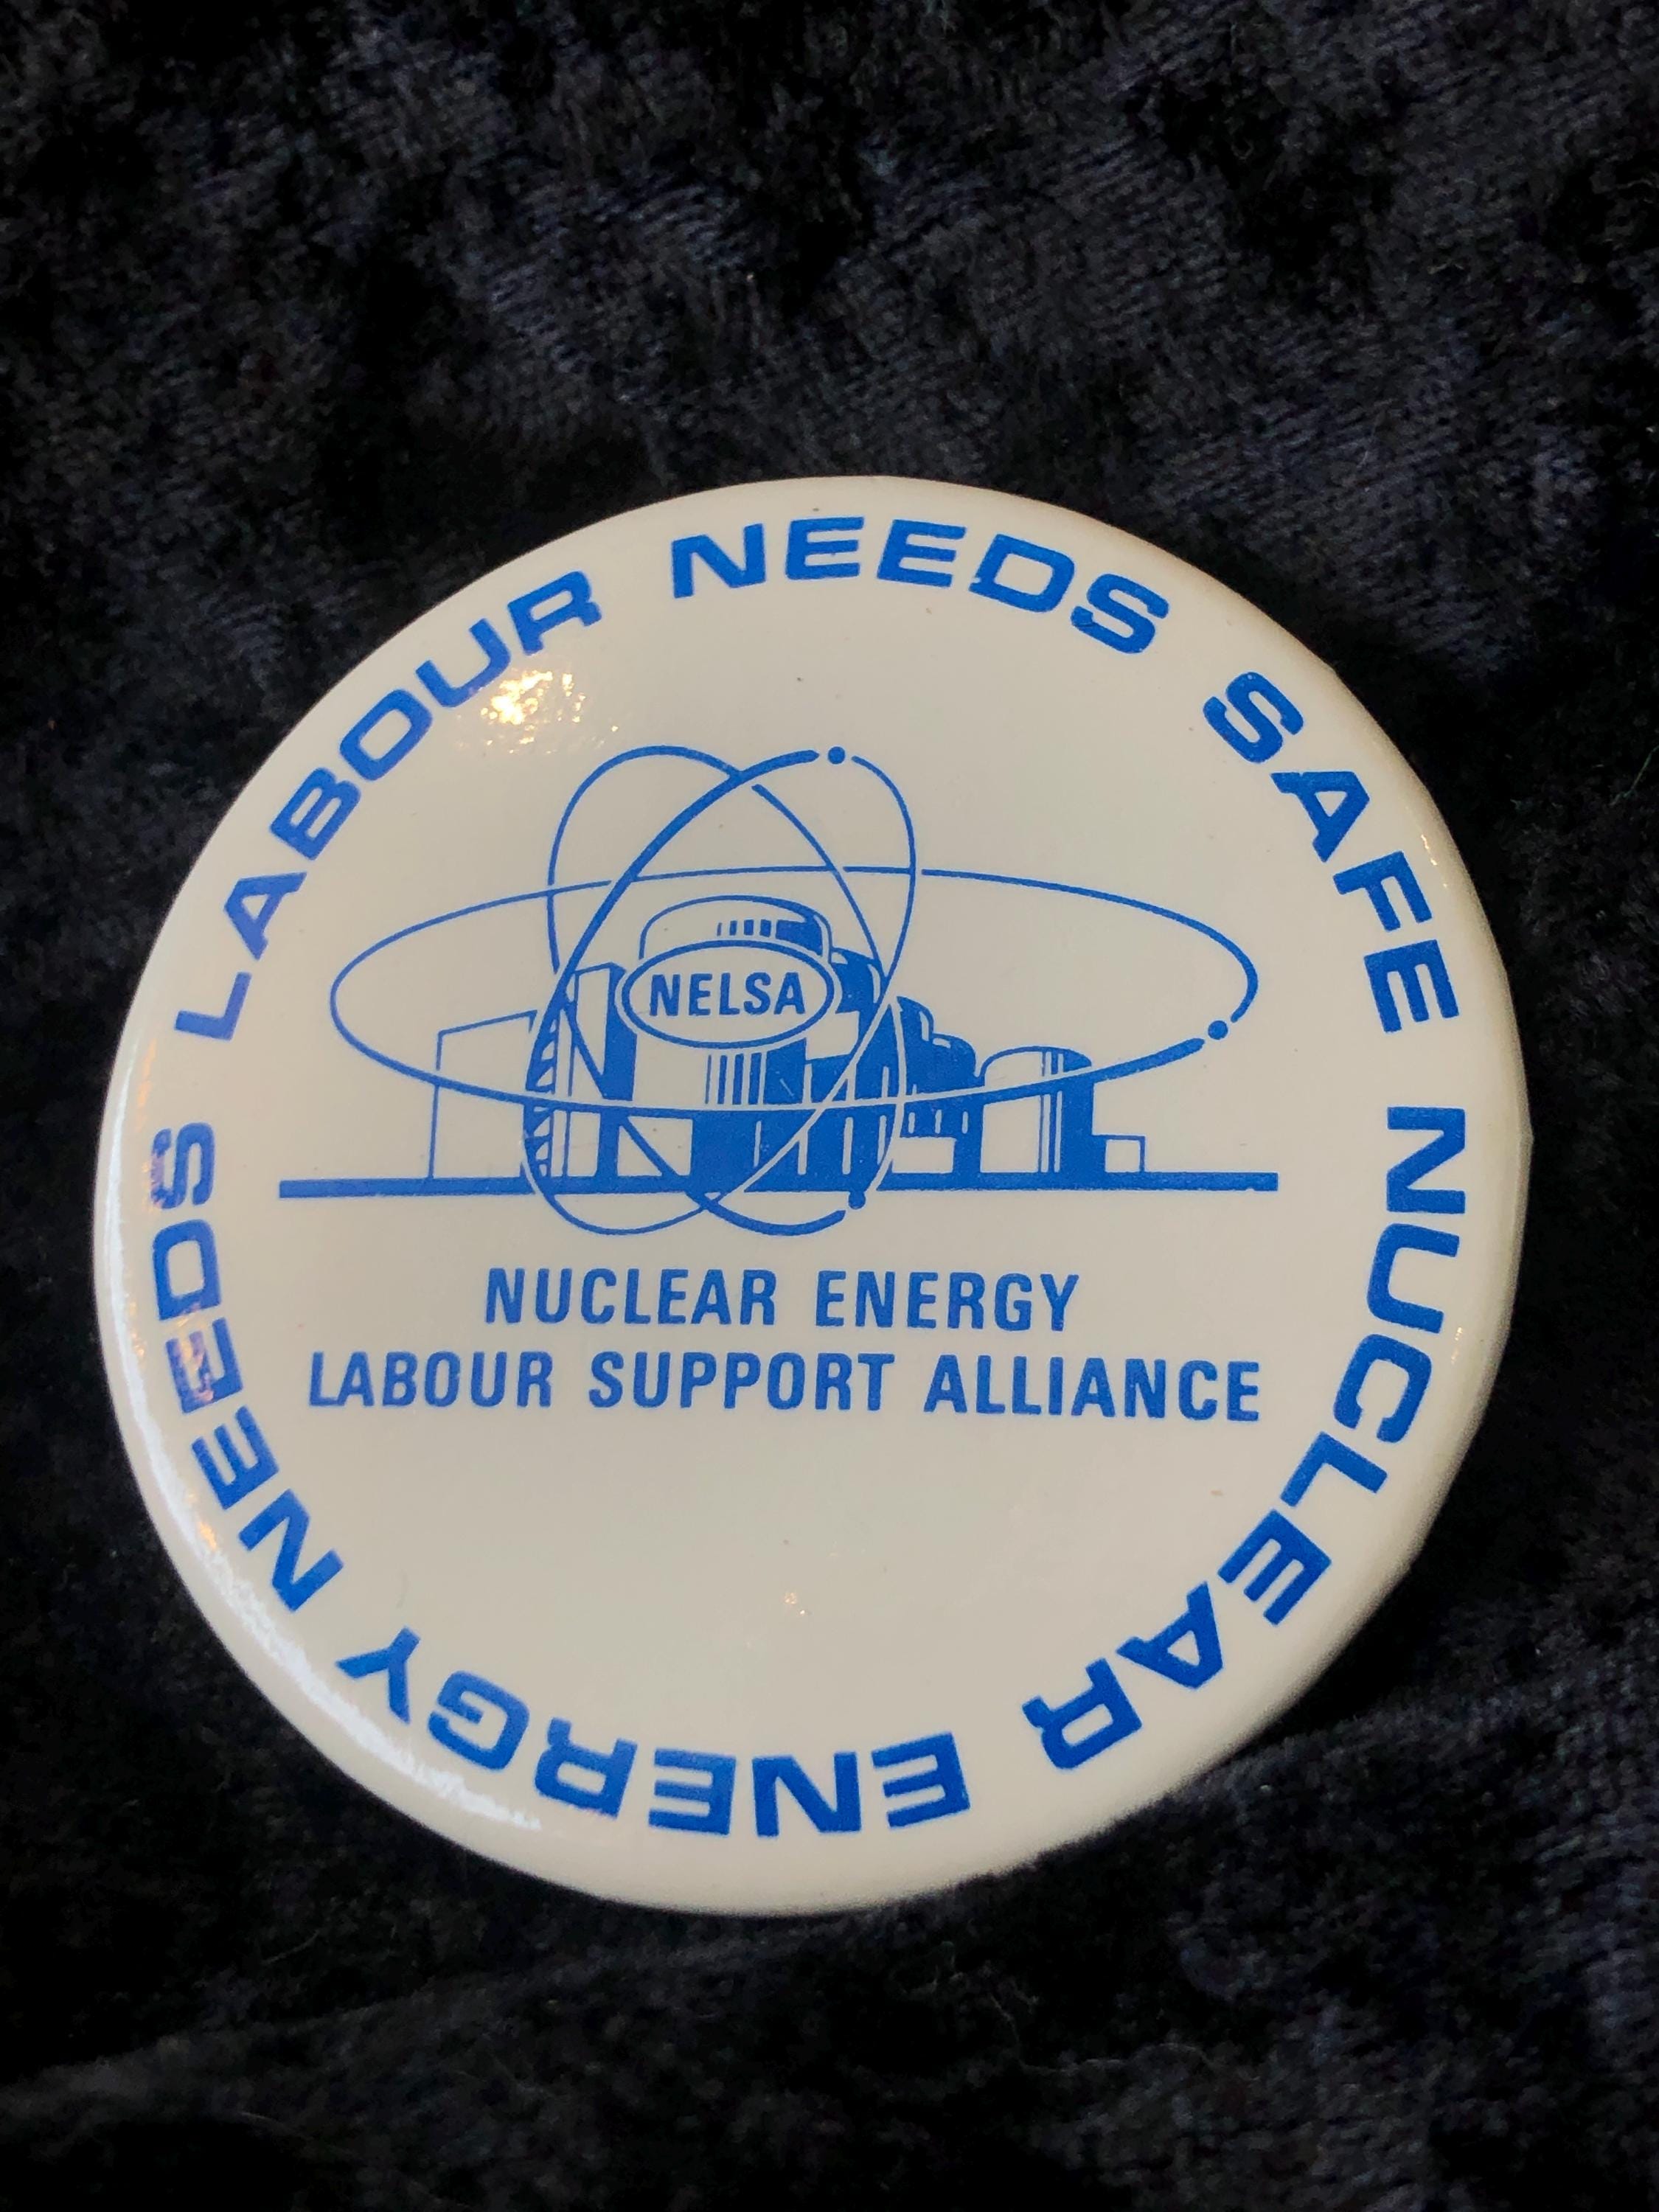 LABOUR NEEDS SAFE NUCLEAR ENERGY NEEDS
NELSA
NUCLEAR ENERGY
LABOUR SUPPORT ALLIANCE